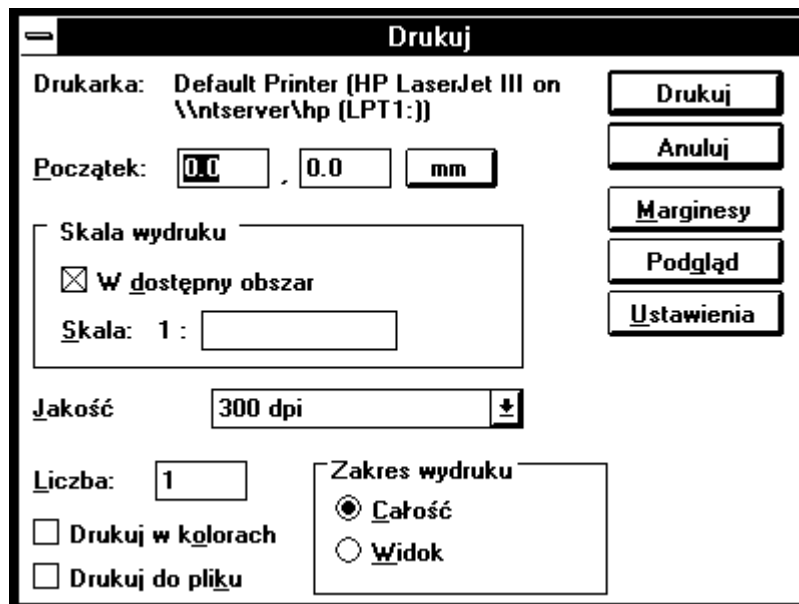 Drukuj
Drukarka: Default Printer (HP LaserJet III on
\\ntserver\hp (LPT1:))
Początek: 0.0 , 0.0 mm
Skala wydruku
W dostępny obszar
Skala: 1 :
Jakość 300 dpi
Liczba: 1
Drukuj w kolorach
Drukuj do pliku
Zakres wydruku
Całość
Widok
Drukuj
Anuluj
Marginesy
Podgląd
Ustawienia